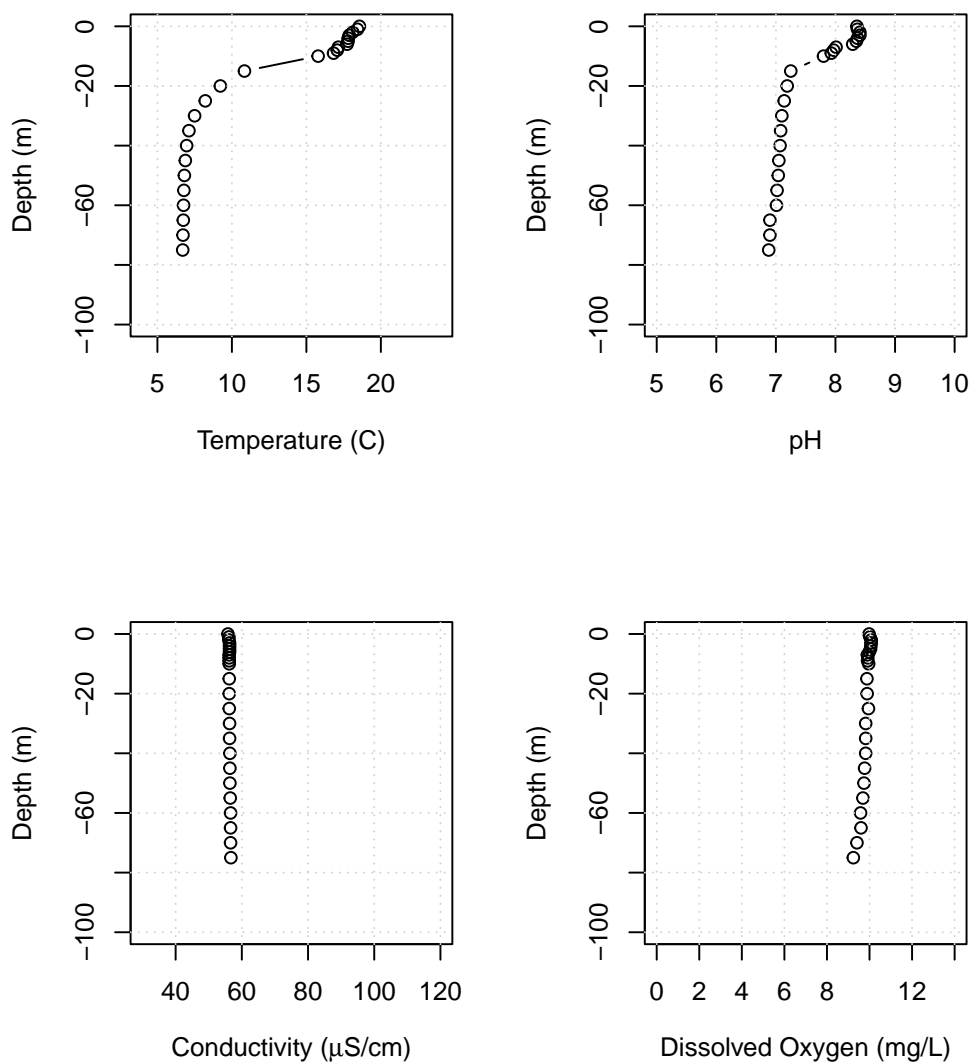 0
−20
−60
−100
Depth (m)
5 10 15 20
Temperature (C)
0
−20
−60
−100
Depth (m)
5 6 7 8 9 10
pH
0
−20
−60
−100
Depth (m)
40 60 80 100 120
Conductivity (μS/cm)
0
−20
−60
−100
Depth (m)
0 2 4 6 8 12
Dissolved Oxygen (mg/L)